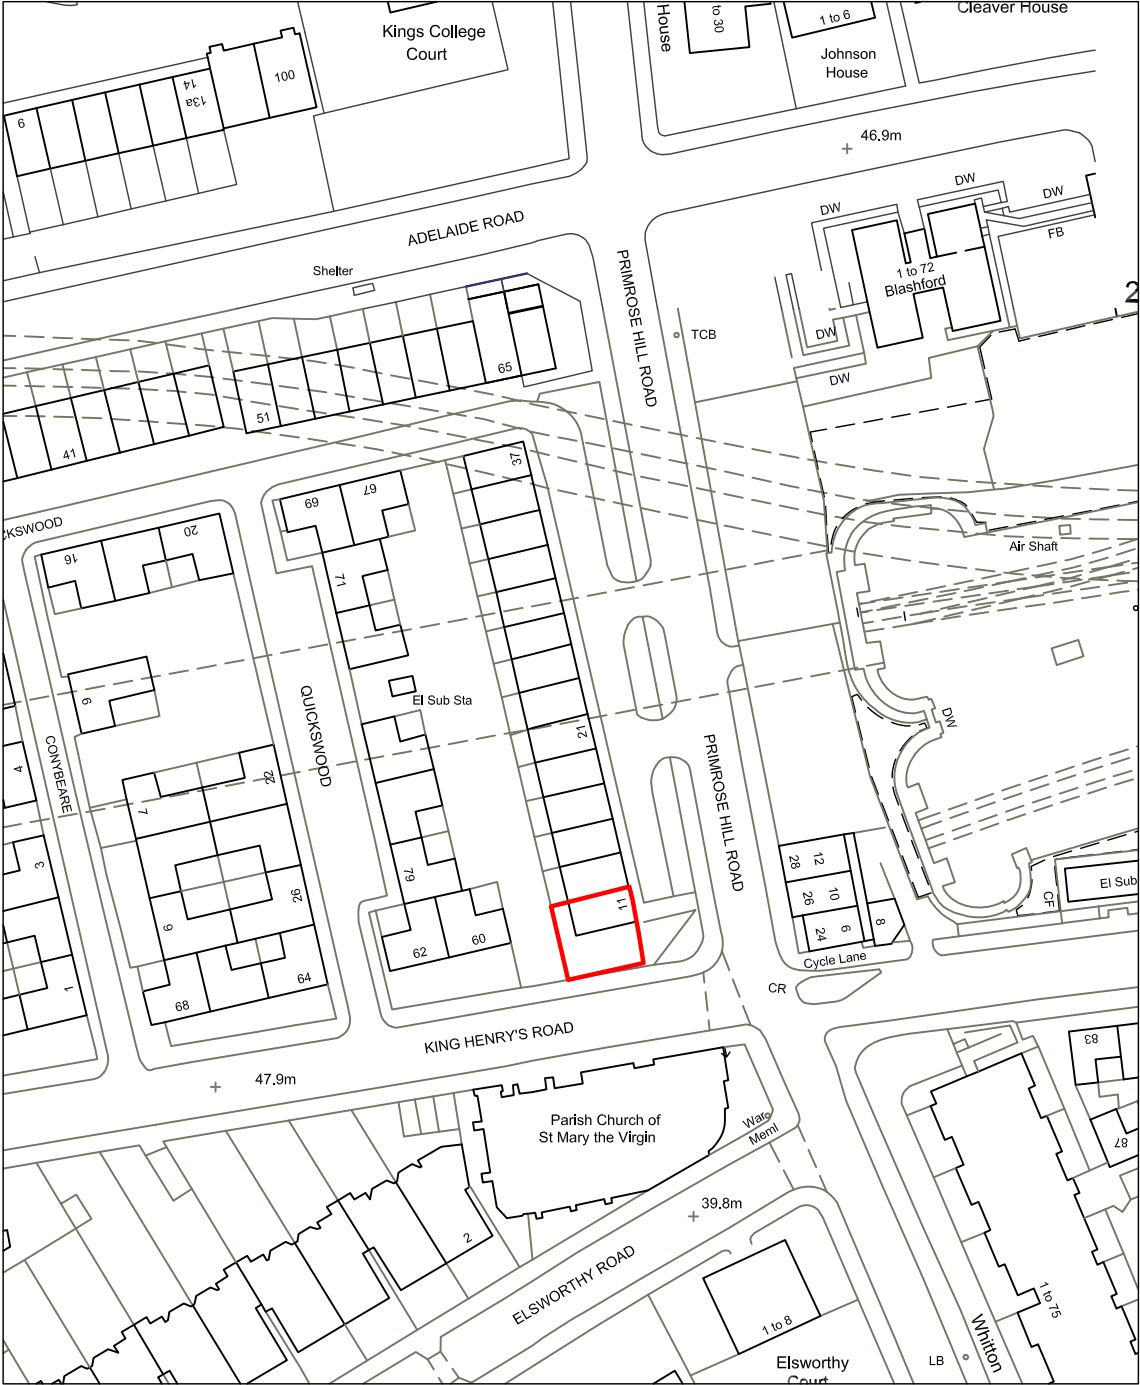 Kings College
Court
House
to 30
1 to 6
Cleaver House
Johnson
House
9
14
13a
100
46.9m
DW
DW
DW
FB
ADELAIDE ROAD
Shelter
PRIMROSE HILL ROAD
1 to 72
Blashford
2
TCB
DW
DW
65
51
41
37
69
67
CKSWOOD
16
20
71
Air Shaft
9
El Sub Sta
QUICKSWOOD
CONYBEARE
21
DW
PRIMROSE HILL ROAD
4
7
22
3
79
26
6
11
28
12
26
10
24
6
8
CF
El Sub
62
60
64
68
1
Cycle Lane
CR
KING HENRY'S ROAD
47.9m
83
87
Parish Church of
St Mary the Virgin
War
Meml
39.8m
2
ELSWORTHY ROAD
1 to 8
1 to 75
Whitton
LB
Elsworthy
Court